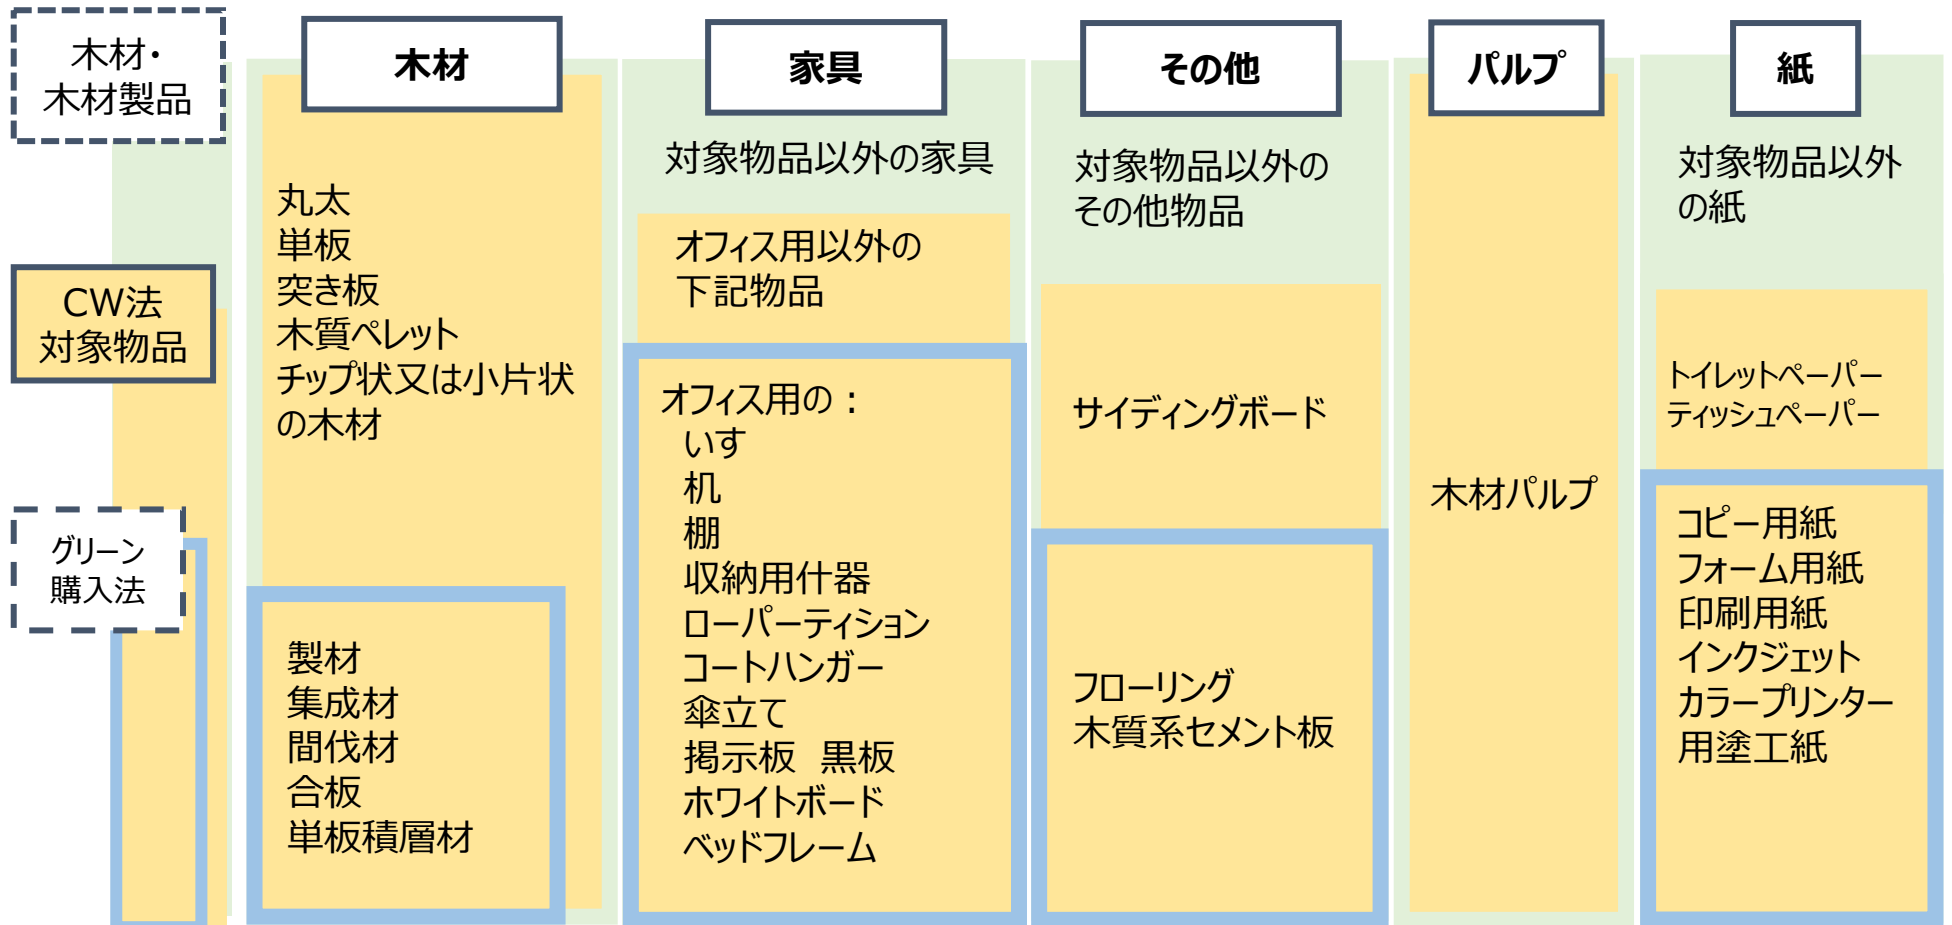 木材・
木材製品
CW法
対象物品
グリーン
購入法
木材
丸太
単板
突き板
木質ペレット
チップ状又は小片状
の木材
製材
集成材
間伐材
合板
単板積層材
家具
対象物品以外の家具
オフィス用以外の
下記物品
オフィス用の：
いす
机
棚
収納用什器
ローパーティション
コートハンガー
傘立て
掲示板　黒板
ホワイトボード
ベッドフレーム
その他
対象物品以外の
その他物品
サイディングボード
フローリング
木質系セメント板
パルプ
木材パルプ
紙
対象物品以外
の紙
トイレットペーパー
ティッシュペーパー
コピー用紙
フォーム用紙
印刷用紙
インクジェット
カラープリンター
用塗工紙